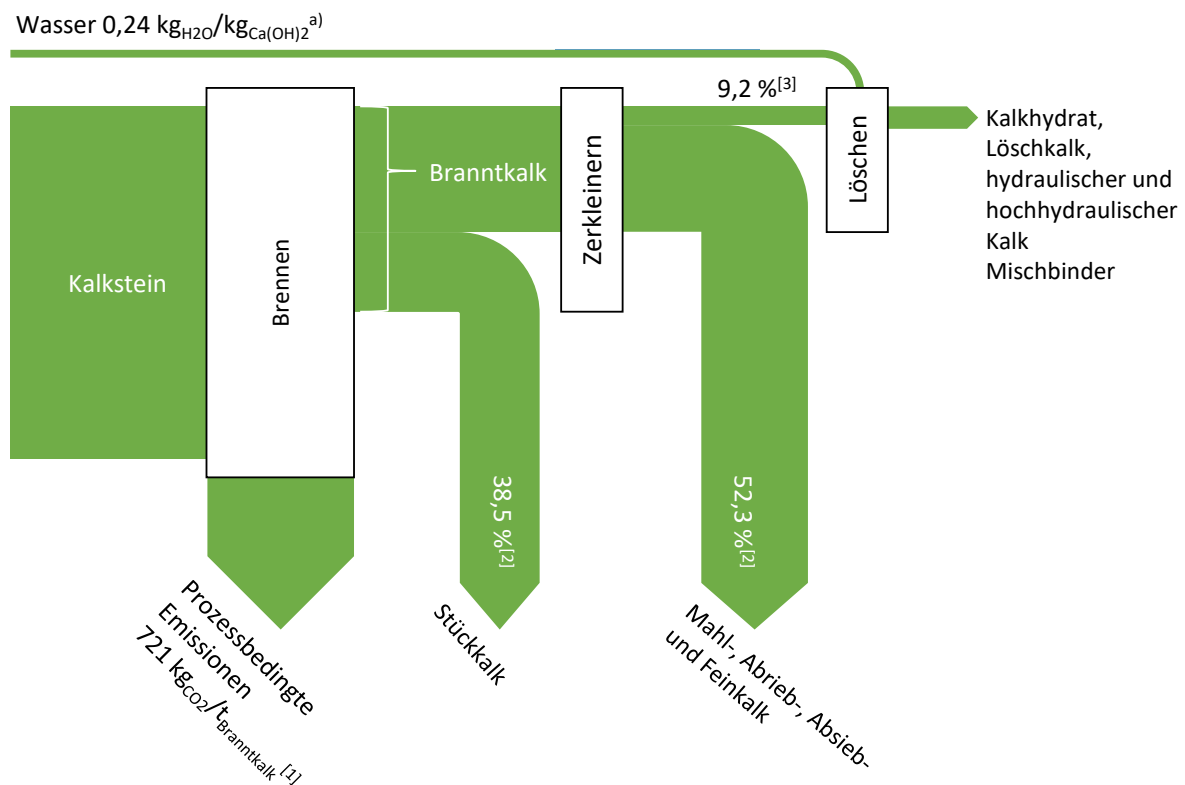 Wasser 0,24 kgH2O/kgCa(OH)2a)
9,2 %[3]
Kalkstein
Brennen
Branntkalk
Zerkleinern
Löschen
Kalkhydrat,
Löschkalk,
hydraulischer und
hochhydraulischer
Kalk
Mischbinder
38,5 %[2]
52,3 %[2]
Prozessbedingte
Emissionen
721 kgCO2/tBranntkalk[1]
Stückkalk
Mahl-, Abrieb-, Absieb-
und Feinkalk